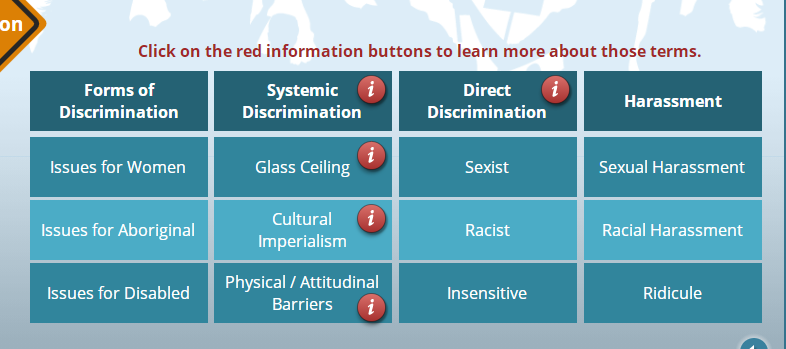 on
Click on the red information buttons to learn more about those terms.
Forms of
Discrimination
Systemic
Discrimination
i
Direct
Discrimination
i
Harassment
Issues for Women
Glass Ceiling
i
Sexist
Sexual Harassment
Issues for Aboriginal
Cultural
Imperialism
i
Racist
Racial Harassment
Issues for Disabled
Physical / Attitudinal
Barriers
i
Insensitive
Ridicule